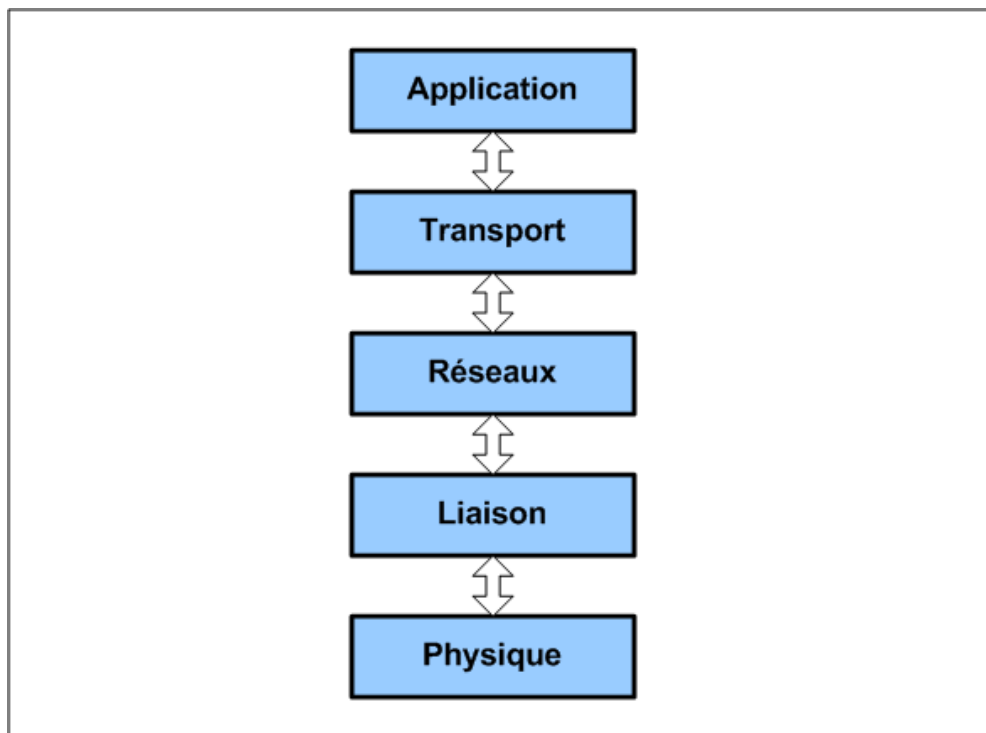 Application
Transport
Réseaux
Liaison
Physique